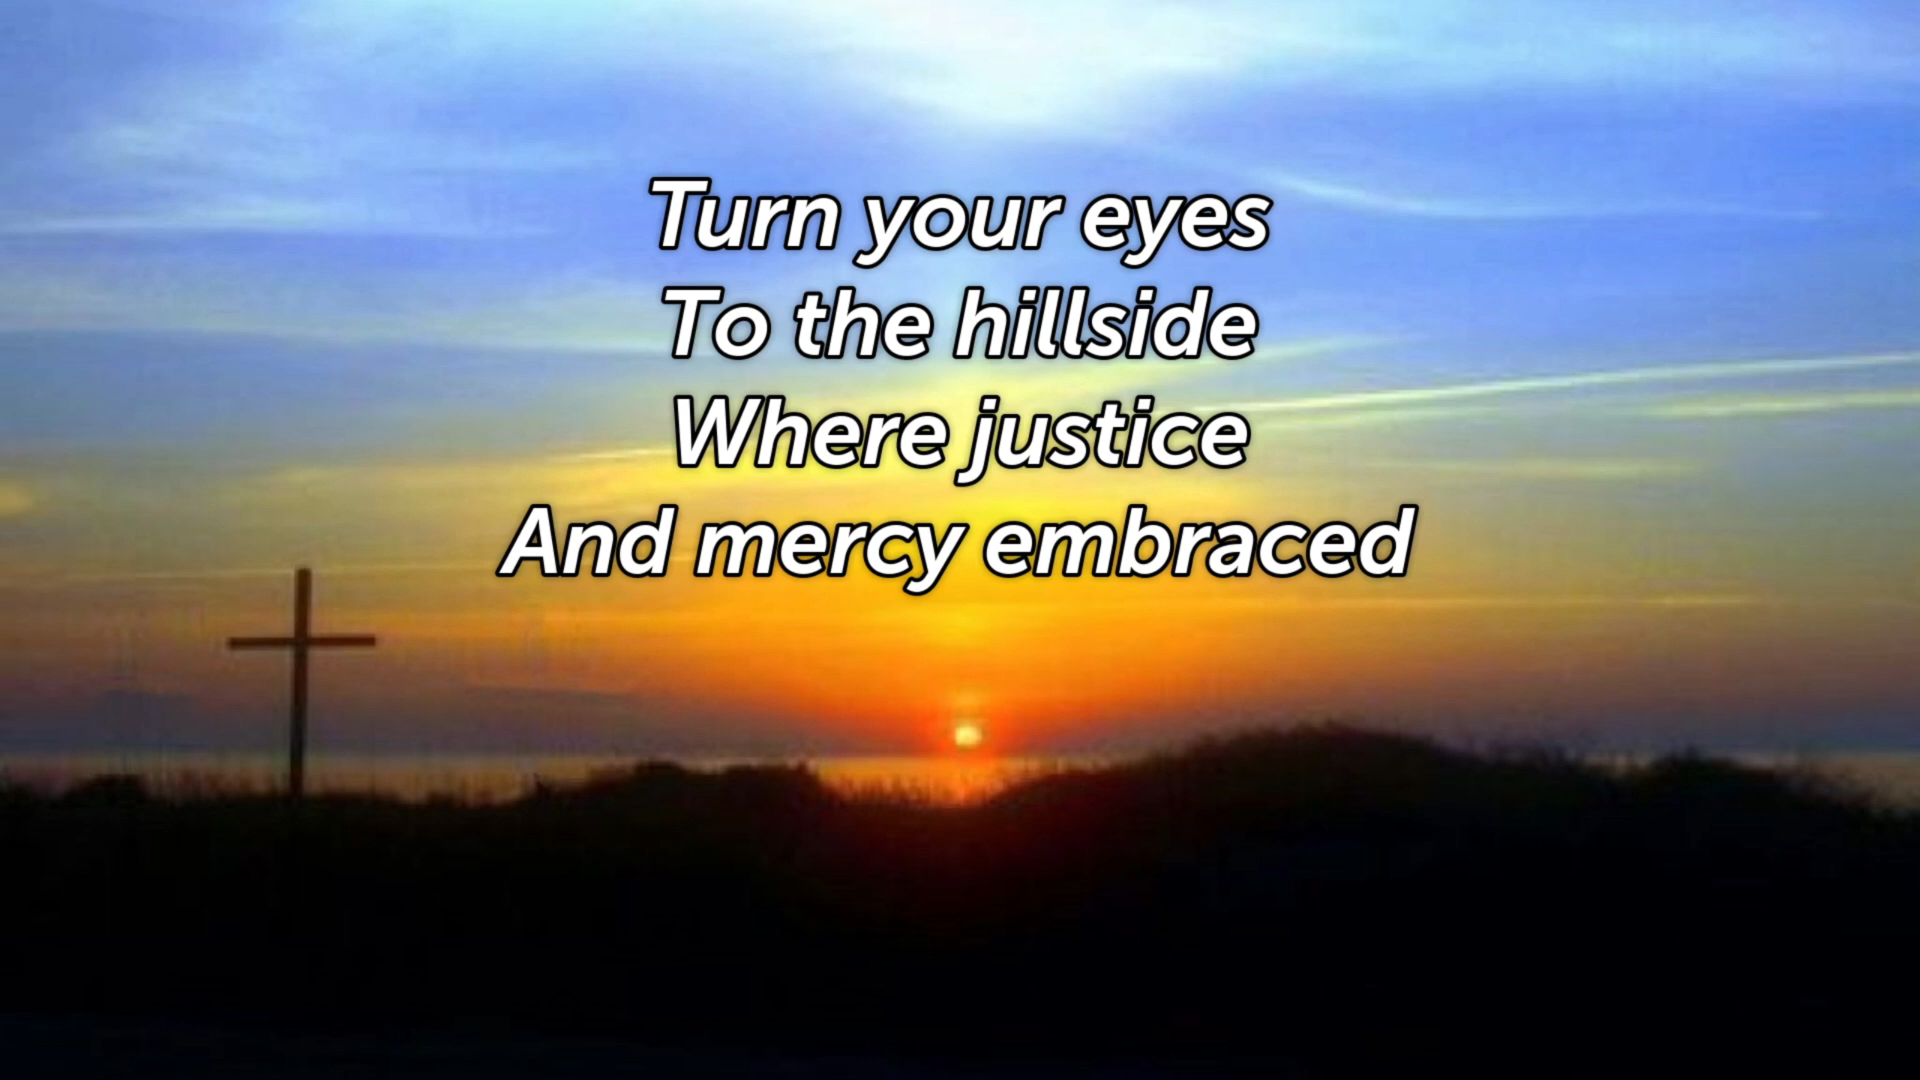 Turn your eyes
To the hillside
Where justice
And mercy embraced